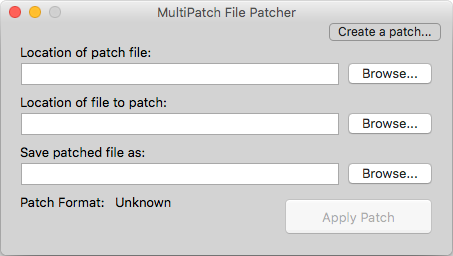 MultiPatch File Patcher
Create a patch...
Location of patch file:
Browse...
Location of file to patch:
Browse...
Save patched file as:
Browse...
Patch Format: Unknown
Apply Patch